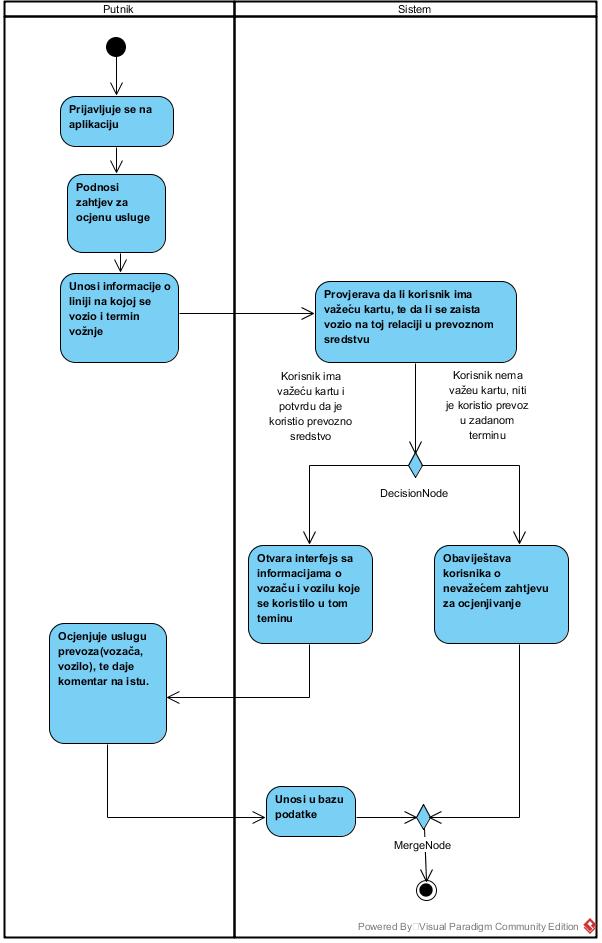 Putnik
Sistem
Prijavljuje se na
aplikaciju
Podnosi
zahtjev za
ocjenu usluge
Unosi informacije o
liniji na kojoj se
vozio i termin
vožnje
Provjerava da li korisnik ima
važeću kartu, te da li se zaista
vozio na toj relaciji u prevoznom
sredstvu
Korisnik ima
važeću kartu i
potvrdu da je
koristio prevozno
sredstvo
Korisnik nema
važeu kartu, niti
je koristio prevoz
u zadanom
terminu
DecisionNode
Otvara interfejs sa
informacijama o
vozaču i vozilu koje
se koristilo u tom
teminu
Obaviještava
korisnika o
nevažećem zahtjevu
za ocjenjivanje
Ocjenjuje uslugu
prevoza(vozača,
vozilo), te daje
komentar na istu.
Unosi u bazu
podatke
MergeNode
Powered By Visual Paradigm Community Edition